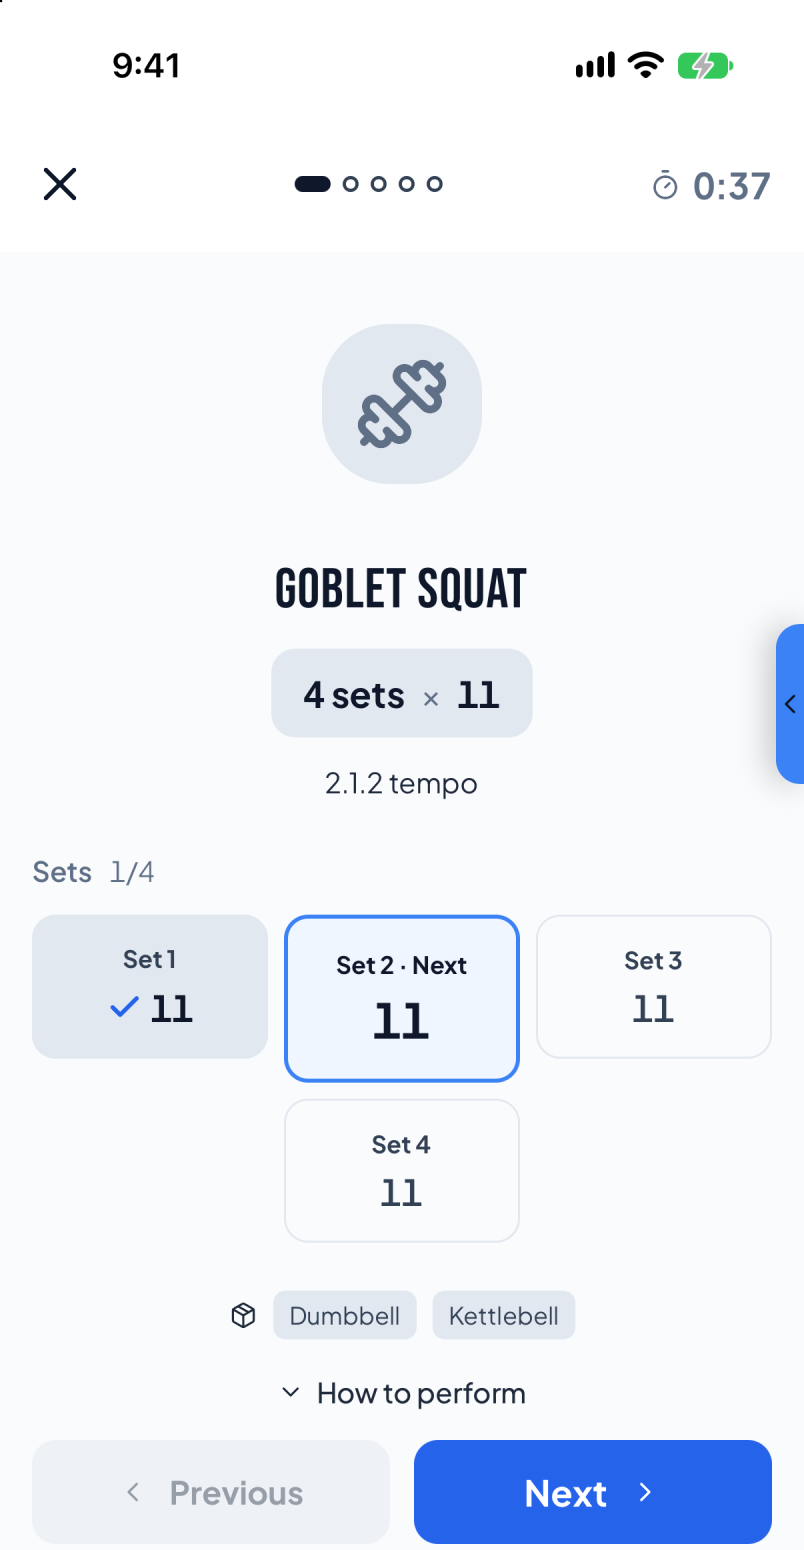 9:41
0:37
GOBLET SQUAT
4 sets × 11
2.1.2 tempo
Sets 1/4
Set 1
11
Set 2 · Next
11
Set 3
11
Set 4
11
Dumbbell Kettlebell
How to perform
Previous
Next